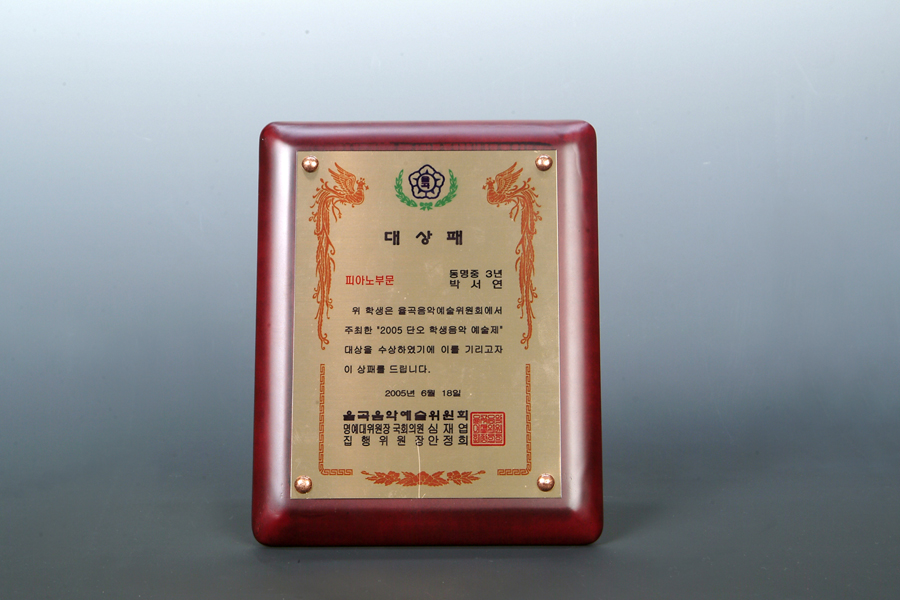 율곡
대상패
피아노부문
동명중 3년
박서연
위 학생은 율곡음악예술위원회에서
주최한 "2005 단오 학생음악 예술제"
대상을 수상하였기에 이를 기리고자
이 상패를 드립니다.
2005년 6월 18일
율곡음악예술위원회
명예대위원장 국회의원 심재엽
집행위원장 안정희